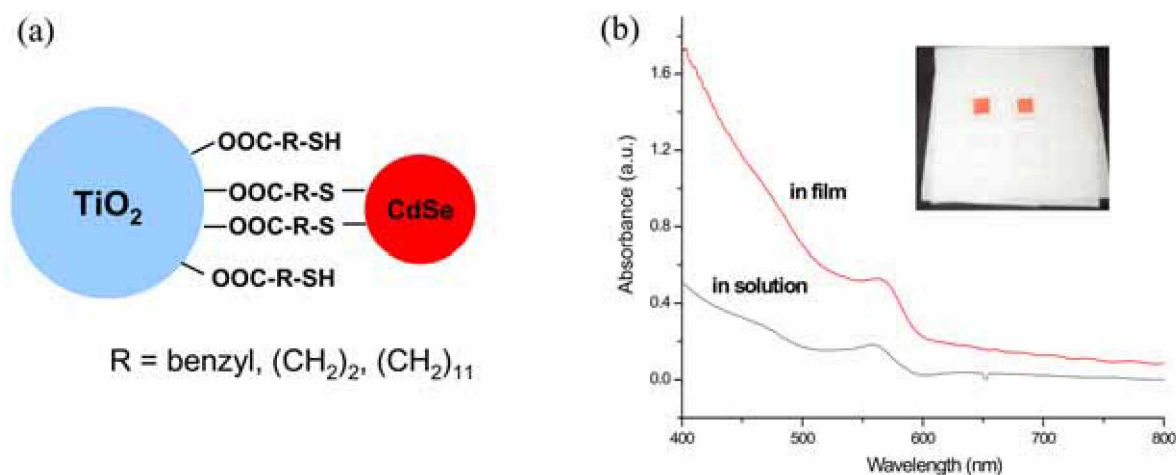 (a)
OOC-R-SH
OOC-R-S
TiO₂
CdSe
OOC-R-S
OOC-R-SH
R = benzyl, (CH₂)₂, (CH₂)₁₁
(b)
1.6
1.2
0.8
0.4
0.0
Absorbance (a.u.)
in film
in solution
400 500 600 700 800
Wavelength (nm)